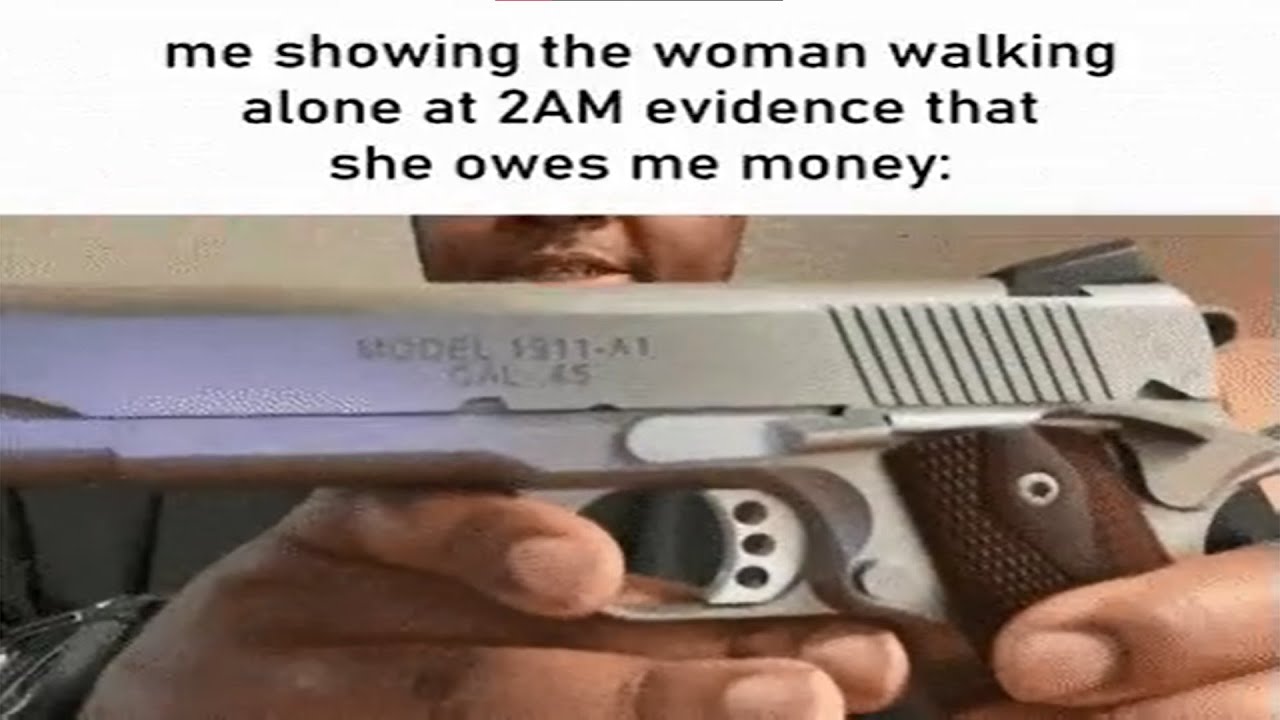 me showing the woman walking
alone at 2AM evidence that
she owes me money:
MODEL 1911-A1
CAL .45